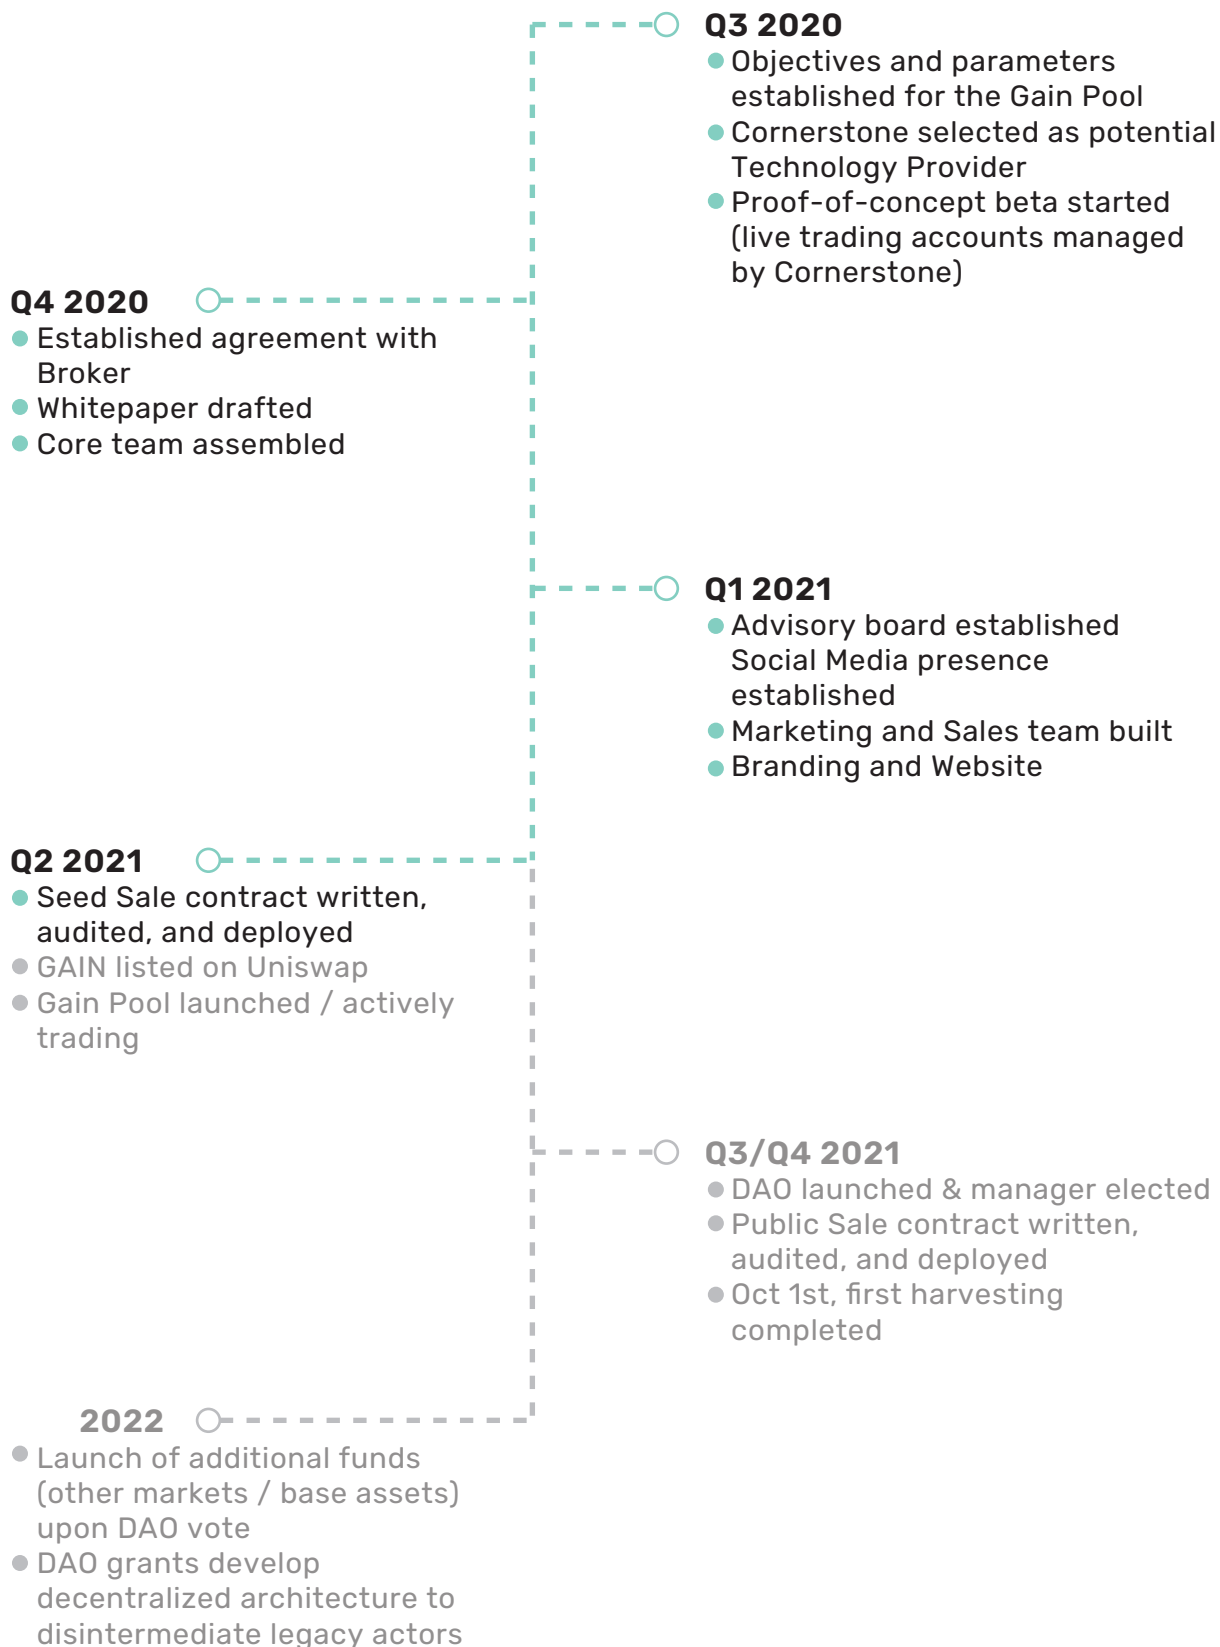 Q3 2020
Objectives and parameters
established for the Gain Pool
Cornerstone selected as potential
Technology Provider
Proof-of-concept beta started
(live trading accounts managed
by Cornerstone)
Q4 2020
Established agreement with
Broker
Whitepaper drafted
Core team assembled
Q1 2021
Advisory board established
Social Media presence
established
Marketing and Sales team built
Branding and Website
Q2 2021
Seed Sale contract written,
audited, and deployed
GAIN listed on Uniswap
Gain Pool launched / actively
trading
Q3/Q4 2021
DAO launched & manager elected
Public Sale contract written,
audited, and deployed
Oct 1st, first harvesting
completed
2022
Launch of additional funds
(other markets / base assets)
upon DAO vote
DAO grants develop
decentralized architecture to
disintermediate legacy actors